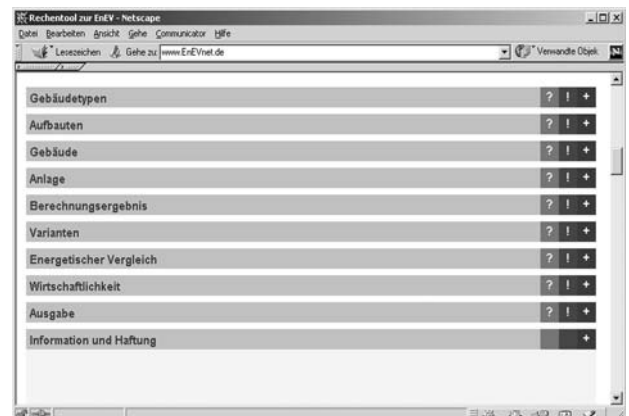 Rechentool zur EnEV - Netscape
Datei Bearbeiten Ansicht Gehe Communicator Hilfe
Lesezeichen Gehe zu: www.EnEVnet.de Verwandte Objek N
Gebäudetypen ? ! +
Aufbauten ? ! +
Gebäude ? ! +
Anlage ? ! +
Berechnungsergebnis ? ! +
Varianten ? ! +
Energetischer Vergleich ? ! +
Wirtschaftlichkeit ? ! +
Ausgabe ? ! +
Information und Haftung +